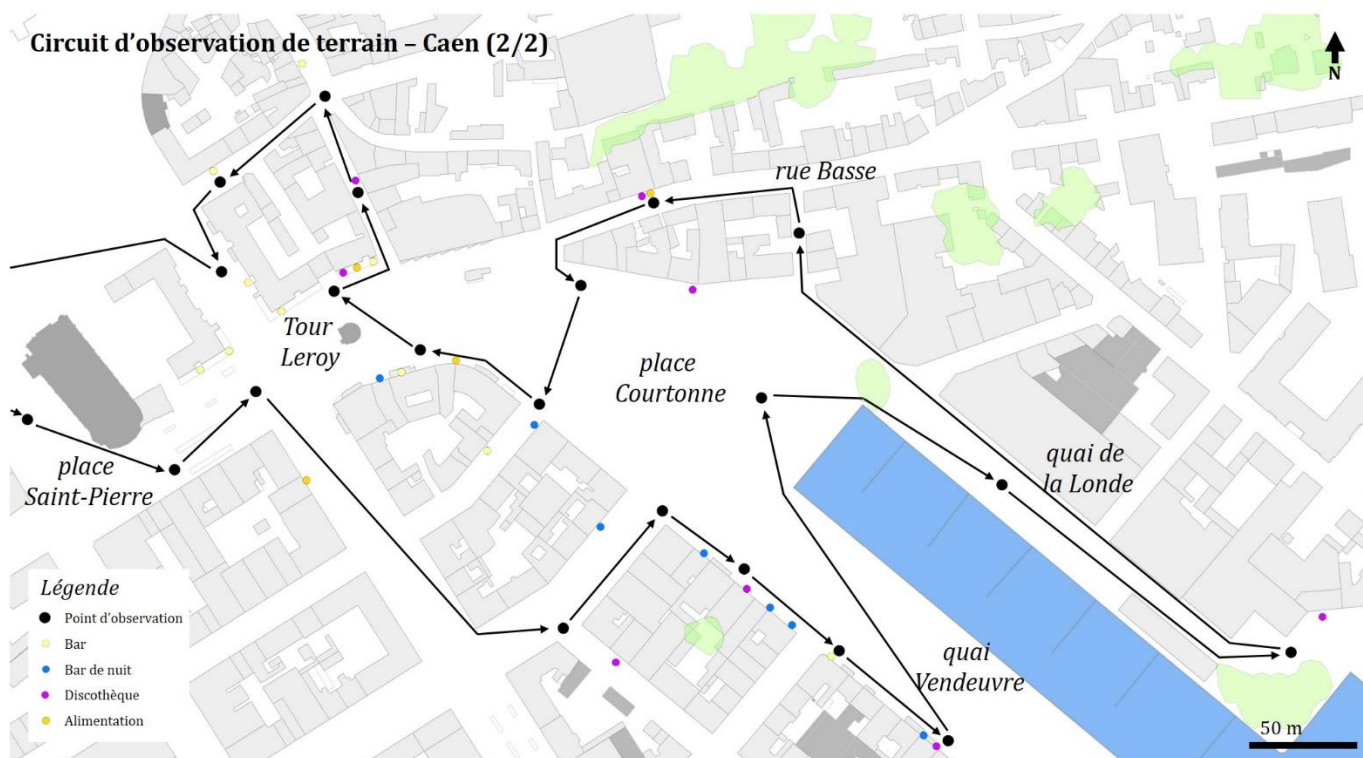 Circuit d'observation de terrain – Caen (2/2)
N
rue Basse
Tour
Leroy
place
Courtonne
place
Saint-Pierre
quai de
la Londe
quai
Vendeuvre
Légende
Point d'observation
Bar
Bar de nuit
Discothèque
Alimentation
50 m